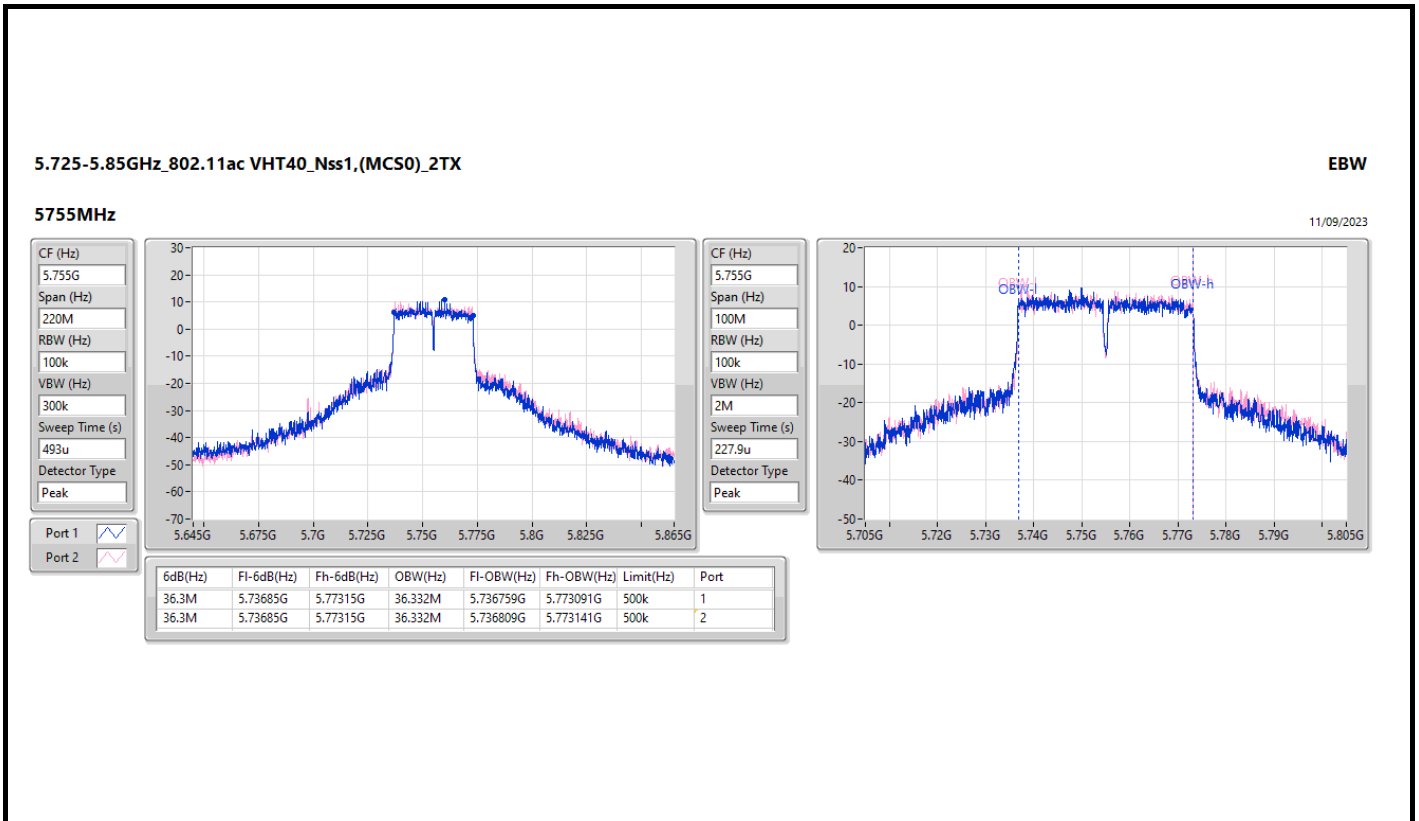 5.725-5.85GHz_802.11ac VHT40_Nss1,(MCS0)_2TX
EBW
5755MHz
11/09/2023
CF (Hz)
5.755G
Span (Hz)
220M
RBW (Hz)
100k
VBW (Hz)
300k
Sweep Time (s)
493u
Detector Type
Peak
Port 1
Port 2
30
20
10
0
-10
-20
-30
-40
-50
-60
-70
5.645G 5.675G 5.7G 5.725G 5.75G 5.775G 5.8G 5.825G 5.865G
CF (Hz)
5.755G
Span (Hz)
100M
RBW (Hz)
100k
VBW (Hz)
2M
Sweep Time (s)
227.9u
Detector Type
Peak
20
10
0
-10
-20
-30
-40
-50
OBW-l
OBW-l
OBW-h
OBW-h
5.705G 5.72G 5.73G 5.74G 5.75G 5.76G 5.77G 5.78G 5.79G 5.805G
6dB(Hz) Fl-6dB(Hz) Fh-6dB(Hz) OBW(Hz) Fl-OBW(Hz) Fh-OBW(Hz) Limit(Hz) Port
36.3M 5.73685G 5.77315G 36.332M 5.736759G 5.773091G 500k 1
36.3M 5.73685G 5.77315G 36.332M 5.736809G 5.773141G 500k 2